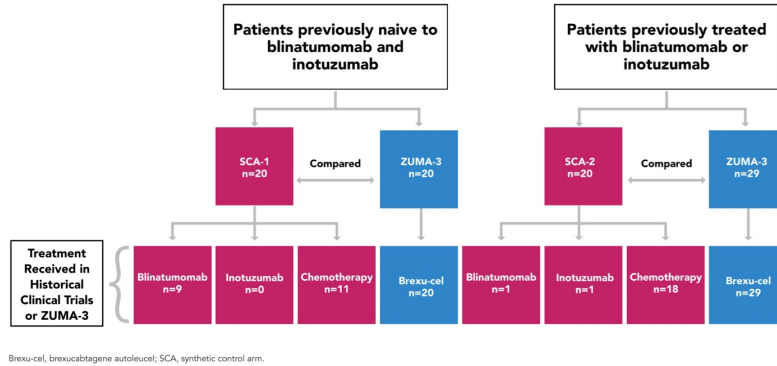 Patients previously naive to
blinatumomab and
inotuzumab
Patients previously treated
with blinatumomab or
inotuzumab
SCA-1
n=20
Compared
ZUMA-3
n=20
SCA-2
n=20
Compared
ZUMA-3
n=29
Treatment
Received in
Historical
Clinical Trials
or ZUMA-3
Blinatumomab
n=9
Inotuzumab
n=0
Chemotherapy
n=11
Brexu-cel
n=20
Blinatumomab
n=1
Inotuzumab
n=1
Chemotherapy
n=18
Brexu-cel
n=29
Brexu-cel, brexucabtagene autoleucel; SCA, synthetic control arm.